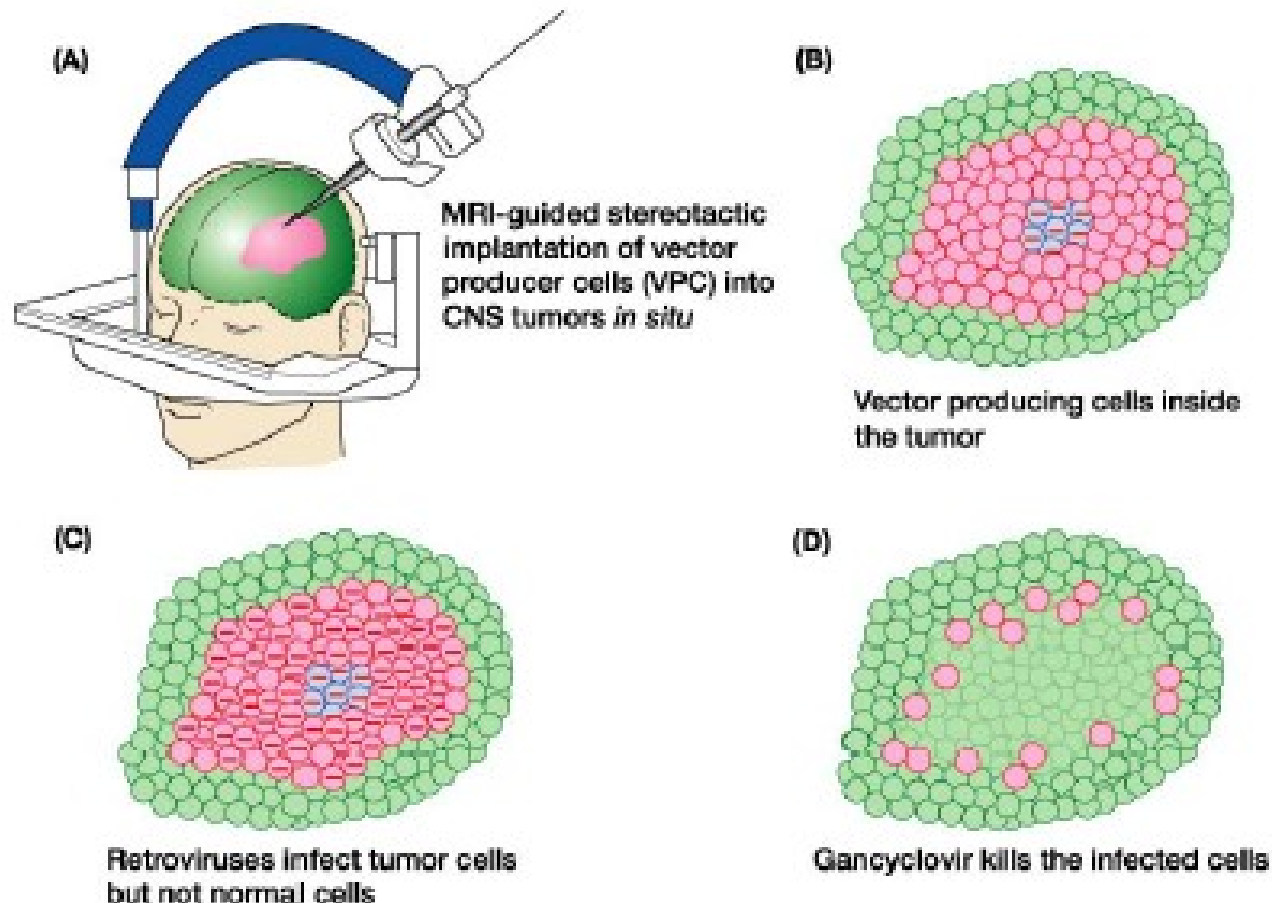 (A)
MRI-guided stereotactic
implantation of vector
producer cells (VPC) into
CNS tumors in situ
(B)
Vector producing cells inside
the tumor
(C)
Retroviruses infect tumor cells
but not normal cells
(D)
Gancyclovir kills the infected cells